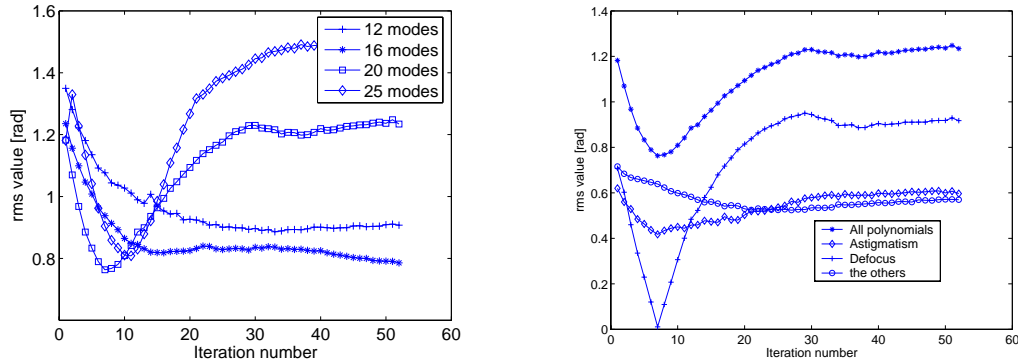 1.6
1.4
1.2
1
0.8
rms value [rad]
0 10 20 30 40 50 60
Iteration number
12 modes
16 modes
20 modes
25 modes
1.4
1.2
1
0.8
0.6
0.4
0.2
0
rms value [rad]
0 10 20 30 40 50 60
Iteration number
All polynomials
Astigmatism
Defocus
the others